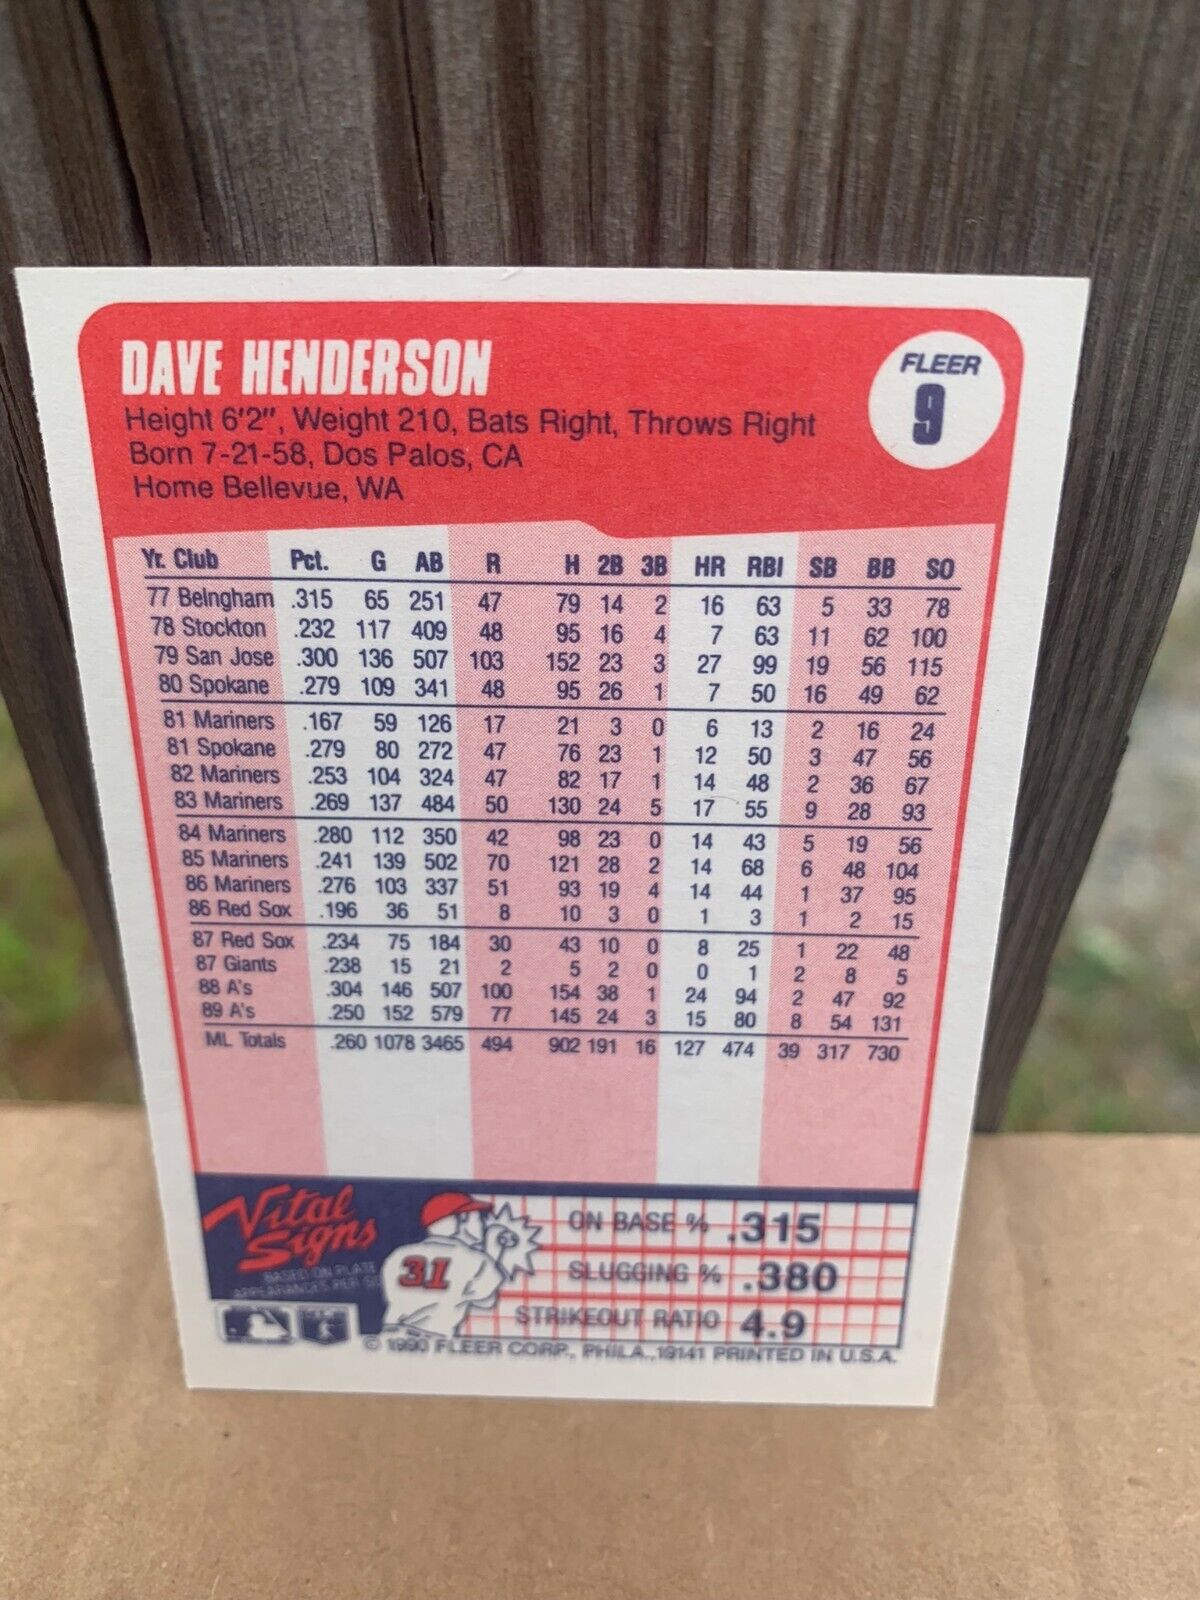 DAVE HENDERSON
FLEER
9
Height 6'2", Weight 210, Bats Right, Throws Right
Born 7-21-58, Dos Palos, CA
Home Bellevue, WA
Yr. Club Pct. G AB R H 2B 3B HR RBI SB BB SO
77 Belngham .315 65 251 47 79 14 2 16 63 5 33 78
78 Stockton .232 117 409 48 95 16 4 7 63 11 62 100
79 San Jose .300 136 507 103 152 23 3 27 99 19 56 115
80 Spokane .279 109 341 48 95 26 1 7 50 16 49 62
81 Mariners .167 59 126 17 21 3 0 6 13 2 16 24
81 Spokane .279 80 272 47 76 23 1 12 50 3 47 56
82 Mariners .253 104 324 47 82 17 1 14 48 2 36 67
83 Mariners .269 137 484 50 130 24 5 17 55 9 28 93
84 Mariners .280 112 350 42 98 23 0 14 43 5 19 56
85 Mariners .241 139 502 70 121 28 2 14 68 6 48 104
86 Mariners .276 103 337 51 93 19 4 14 44 1 37 95
86 Red Sox .196 36 51 8 10 3 0 1 3 1 2 15
87 Red Sox .234 75 184 30 43 10 0 8 25 1 22 48
87 Giants .238 15 21 2 5 2 0 0 1 2 8 5
88 A's .304 146 507 100 154 38 1 24 94 2 47 92
89 A's .250 152 579 77 145 24 3 15 80 8 54 131
ML Totals .260 1078 3465 494 902 191 16 127 474 39 317 730
Vital
Signs
BASED ON PLATE
APPEARANCES PER SO
31
ON BASE % .315
SLUGGING % .380
STRIKEOUT RATIO 4.9
© 1990 FLEER CORP., PHILA., 19141 PRINTED IN U.S.A.